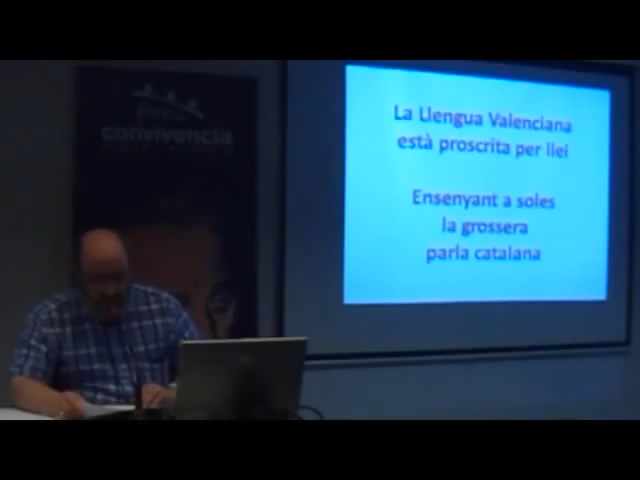 convivencia
La Llengua Valenciana
està proscrita per llei
Ensenyant a soles
la grossera
parla catalana